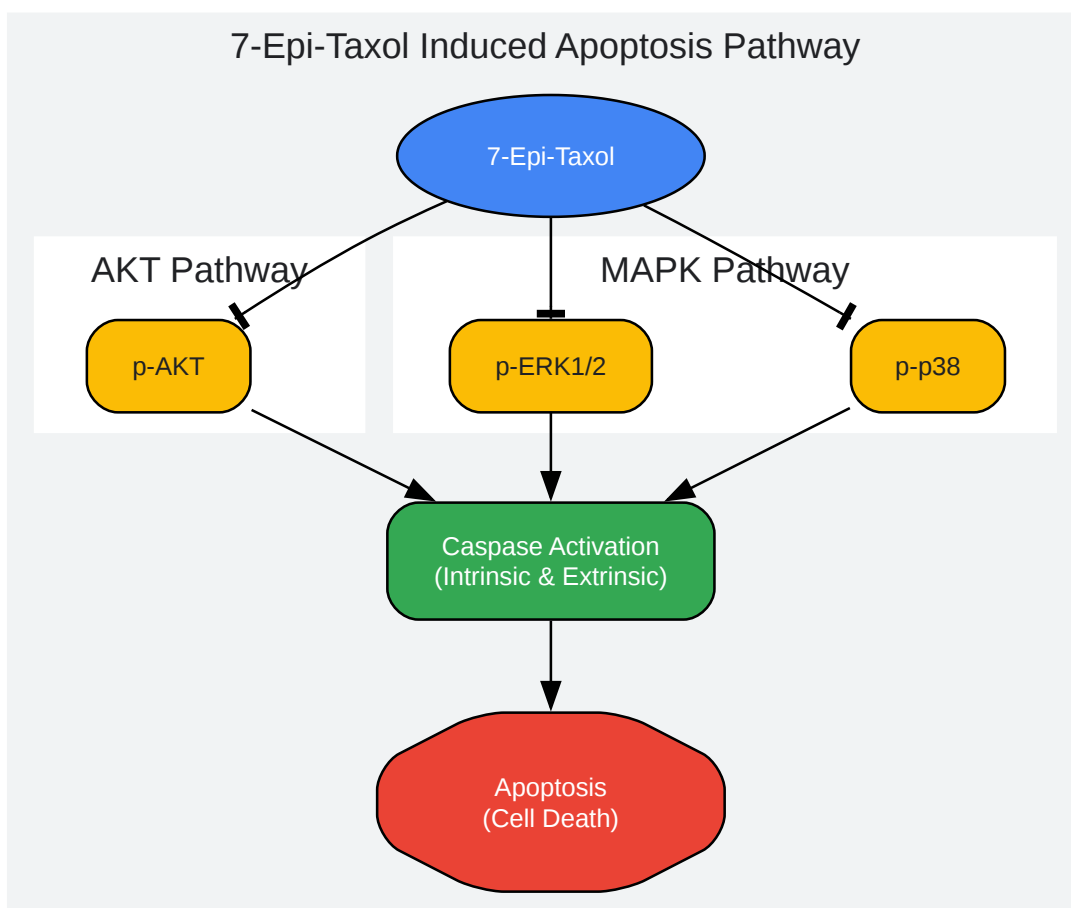 7-Epi-Taxol Induced Apoptosis Pathway
7-Epi-Taxol
AKT Pathway
MAPK Pathway
p-AKT
p-ERK1/2
p-p38
Caspase Activation
(Intrinsic & Extrinsic)
Apoptosis
(Cell Death)